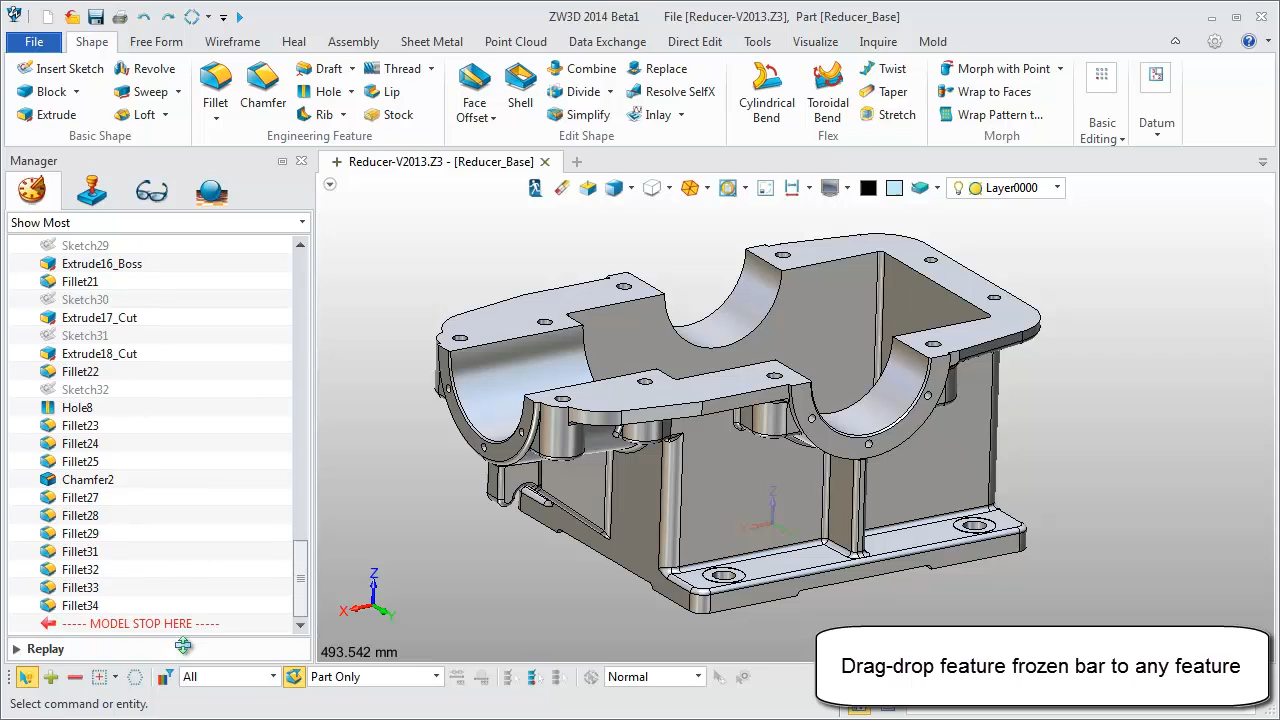 ZW3D 2014 Beta1 File [Reducer-V2013.Z3], Part [Reducer_Base]
File Shape Free Form Wireframe Heal Assembly Sheet Metal Point Cloud Data Exchange Direct Edit Tools Visualize Inquire Mold
Insert Sketch Revolve Draft Thread Combine Replace Twist Morph with Point
Block Sweep Hole Lip Divide Resolve SelfX Taper Wrap to Faces
Extrude Loft Rib Stock Simplify Inlay Stretch Wrap Pattern t...
Fillet Chamfer Face Offset Shell Cylindrical Bend Toroidal Bend Basic Editing Datum
Basic Shape Engineering Feature Edit Shape Flex Morph
Manager
Reducer-V2013.Z3 - [Reducer_Base]
Layer0000
Show Most
Sketch29
Extrude16_Boss
Fillet21
Sketch30
Extrude17_Cut
Sketch31
Extrude18_Cut
Fillet22
Sketch32
Hole8
Fillet23
Fillet24
Fillet25
Chamfer2
Fillet27
Fillet28
Fillet29
Fillet31
Fillet32
Fillet33
Fillet34
----- MODEL STOP HERE -----
Replay
Z
X
Y
Z
493.542 mm
Drag-drop feature frozen bar to any feature
All Part Only Normal
Select command or entity.